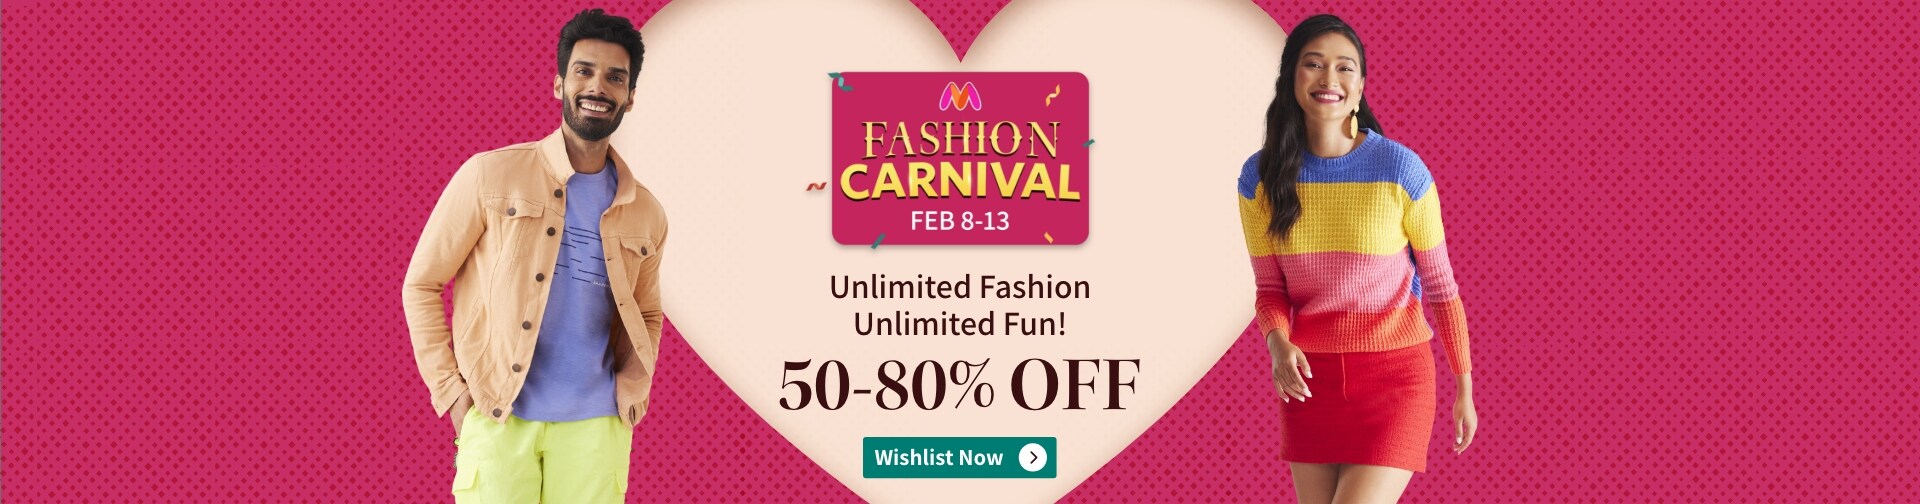 FASHION
CARNIVAL
FEB 8-13
Unlimited Fashion
Unlimited Fun!
50-80% OFF
Wishlist Now